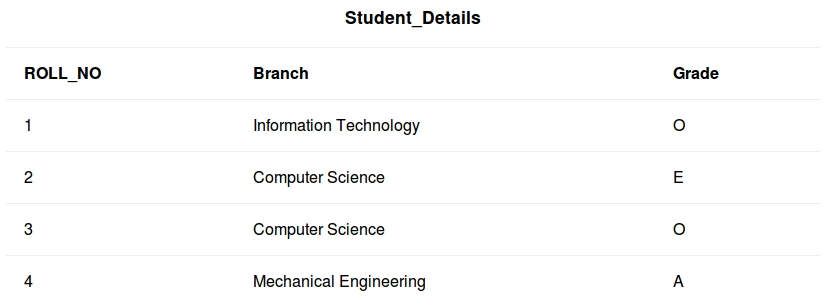 Student_Details
ROLL_NO Branch Grade
1 Information Technology O
2 Computer Science E
3 Computer Science O
4 Mechanical Engineering A